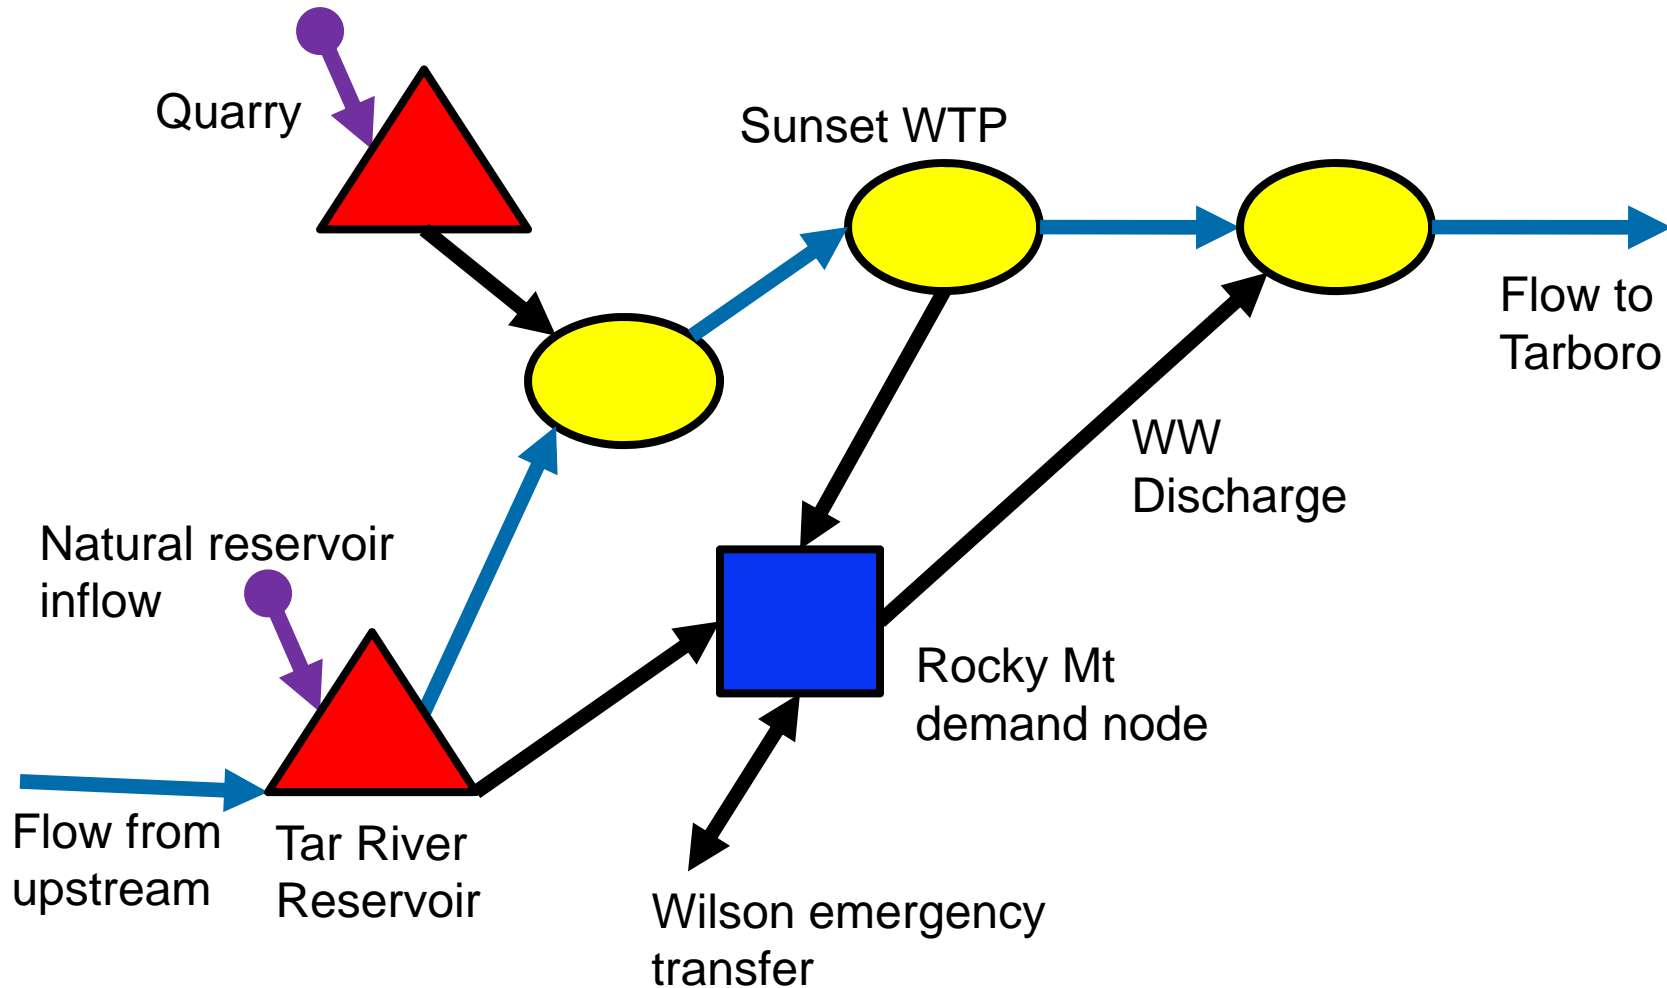 Quarry
Sunset WTP
Flow to
Tarboro
WW
Discharge
Natural reservoir
inflow
Rocky Mt
demand node
Flow from
upstream
Tar River
Reservoir
Wilson emergency
transfer